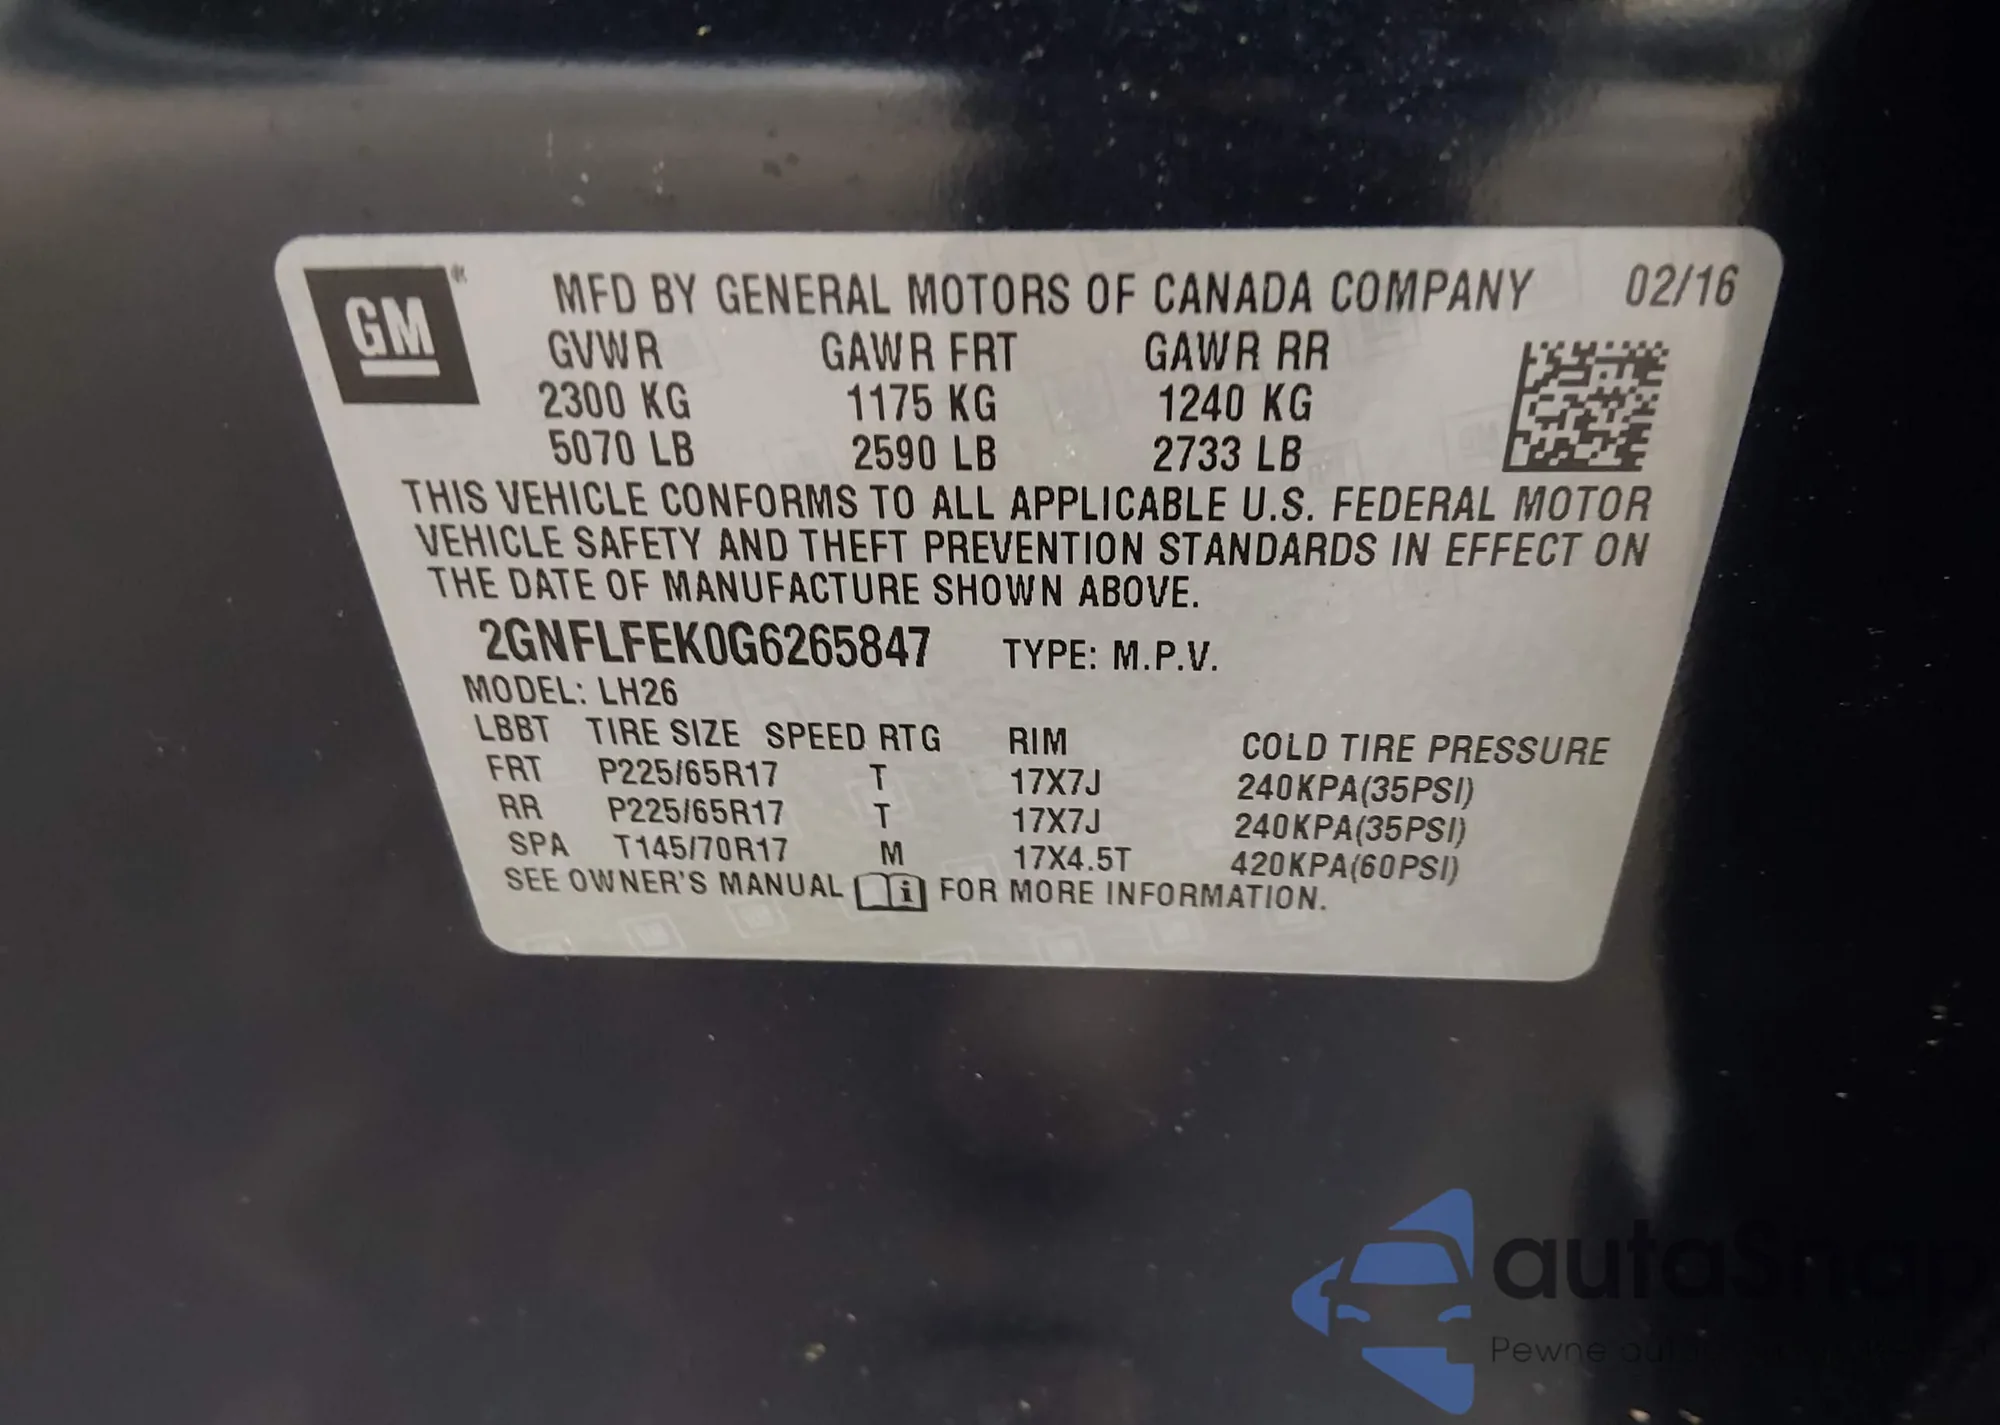 GM
MFD BY GENERAL MOTORS OF CANADA COMPANY 02/16
GVWR GAWR FRT GAWR RR
2300 KG 1175 KG 1240 KG
5070 LB 2590 LB 2733 LB
THIS VEHICLE CONFORMS TO ALL APPLICABLE U.S. FEDERAL MOTOR
VEHICLE SAFETY AND THEFT PREVENTION STANDARDS IN EFFECT ON
THE DATE OF MANUFACTURE SHOWN ABOVE.
2GNFLFEK0G6265847 TYPE: M.P.V.
MODEL: LH26
LBBT TIRE SIZE SPEED RTG RIM COLD TIRE PRESSURE
FRT P225/65R17 T 17X7J 240KPA(35PSI)
RR P225/65R17 T 17X7J 240KPA(35PSI)
SPA T145/70R17 M 17X4.5T 420KPA(60PSI)
SEE OWNER'S MANUAL i FOR MORE INFORMATION.
autaSnap
Pewne